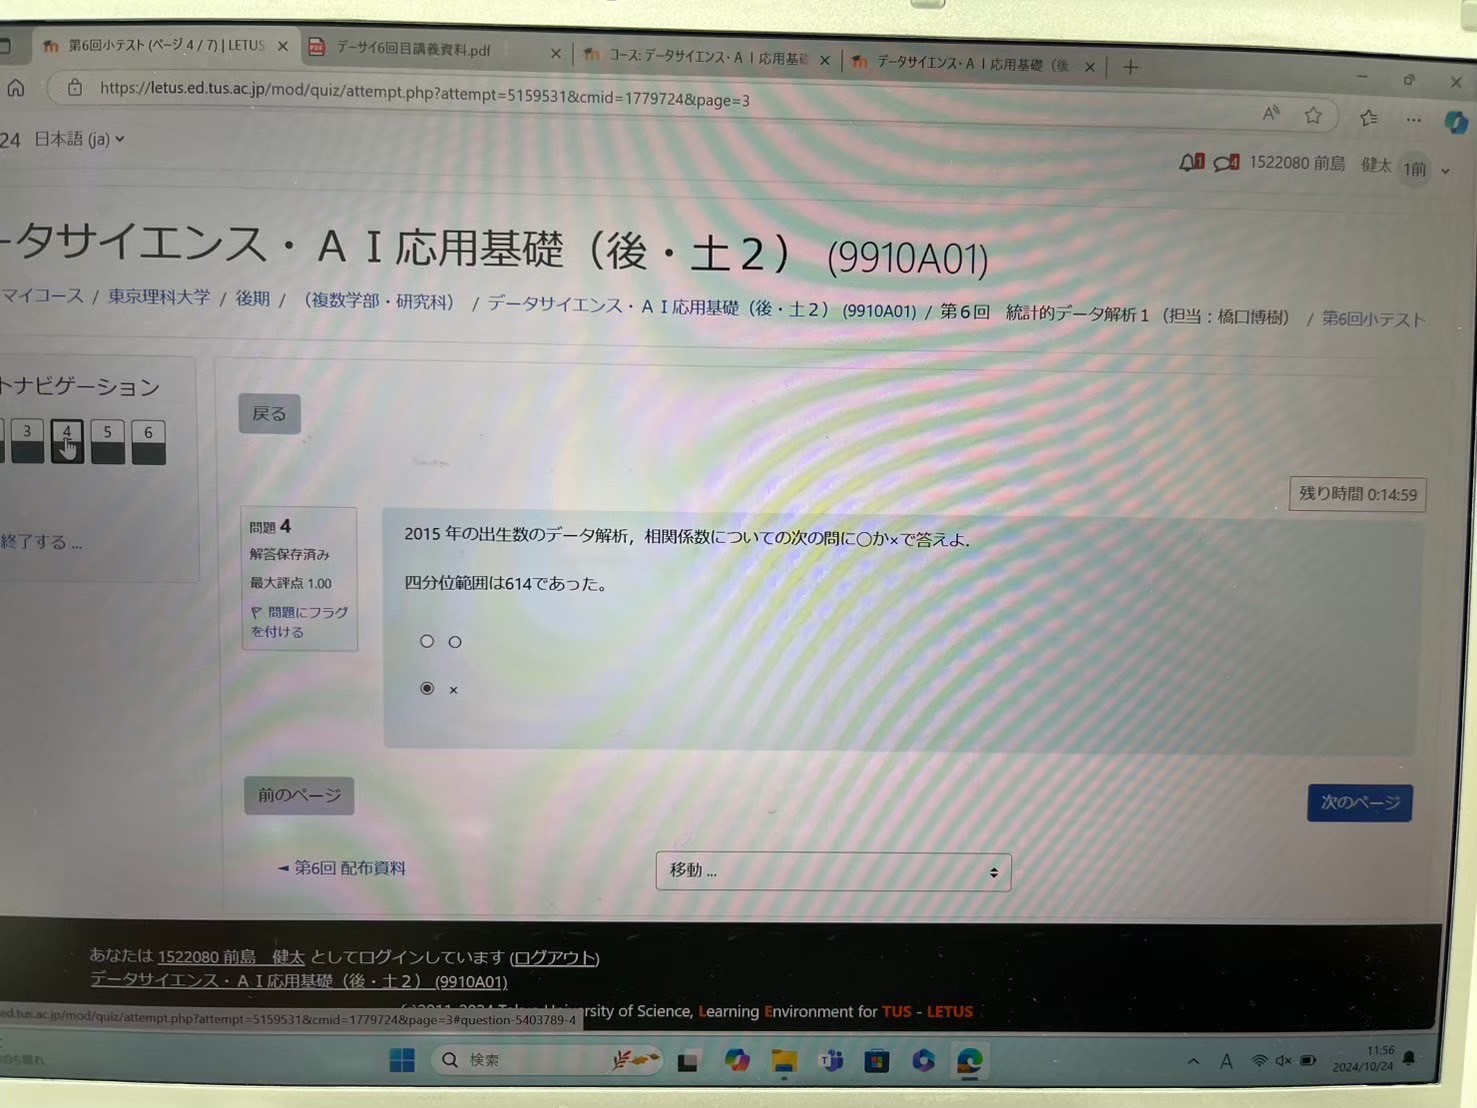 第6回小テスト (ページ 4 / 7) | LETUS
データサイ6回目講義資料.pdf
コース: データサイエンス・ＡＩ応用基礎
データサイエンス・ＡＩ応用基礎（後
https://letus.ed.tus.ac.jp/mod/quiz/attempt.php?attempt=5159531&cmid=1779724&page=3
24 日本語 (ja)
1 4 1522080 前島 健太 1前
ータサイエンス・ＡＩ応用基礎（後・土２） (9910A01)
マイコース / 東京理科大学 / 後期 / （複数学部・研究科） / データサイエンス・ＡＩ応用基礎（後・土２） (9910A01) / 第６回 統計的データ解析１（担当：橋口博樹） / 第6回小テスト
トナビゲーション
3 4 5 6
終了する ...
戻る
残り時間 0:14:59
問題 4
解答保存済み
最大評点 1.00
問題にフラグ
を付ける
2015 年の出生数のデータ解析，相関係数についての次の問に〇か×で答えよ．
四分位範囲は614であった。
○
×
前のページ
次のページ
◄ 第6回 配布資料
移動 ...
あなたは 1522080 前島 健太 としてログインしています (ログアウト)
データサイエンス・ＡＩ応用基礎（後・土２） (9910A01)
University of Science, Learning Environment for TUS - LETUS
ed.tus.ac.jp/mod/quiz/attempt.php?attempt=5159531&cmid=1779724&page=3#question-5403789-4
検索
A
11:56
2024/10/24